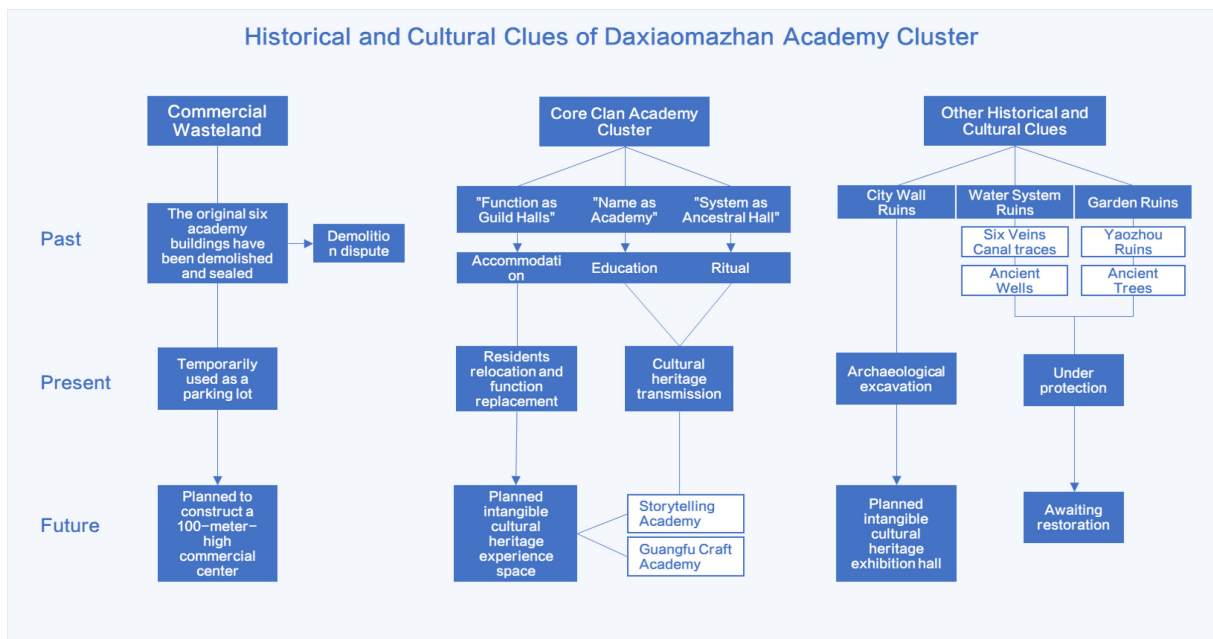 Historical and Cultural Clues of Daxiaomazhan Academy Cluster
Commercial
Wasteland
Core Clan Academy
Cluster
Other Historical and
Cultural Clues
Past
The original six
academy
buildings have
been demolished
and sealed
Demolitio
n dispute
"Function as
Guild Halls"
"Name as
Academy"
"System as
Ancestral Hall"
Accommodati
on
Education
Ritual
City Wall
Ruins
Water System
Ruins
Garden Ruins
Six Veins
Canal traces
Yaozhou
Ruins
Ancient
Wells
Ancient
Trees
Present
Temporarily
used as a
parking lot
Residents
relocation and
function
replacement
Cultural
heritage
transmission
Archaeological
excavation
Under
protection
Future
Planned to
construct a
100-meter-
high
commercial
center
Planned
intangible
cultural
heritage
experience
space
Storytelling
Academy
Guangfu Craft
Academy
Planned
intangible
cultural
heritage
exhibition hall
Awaiting
restoration